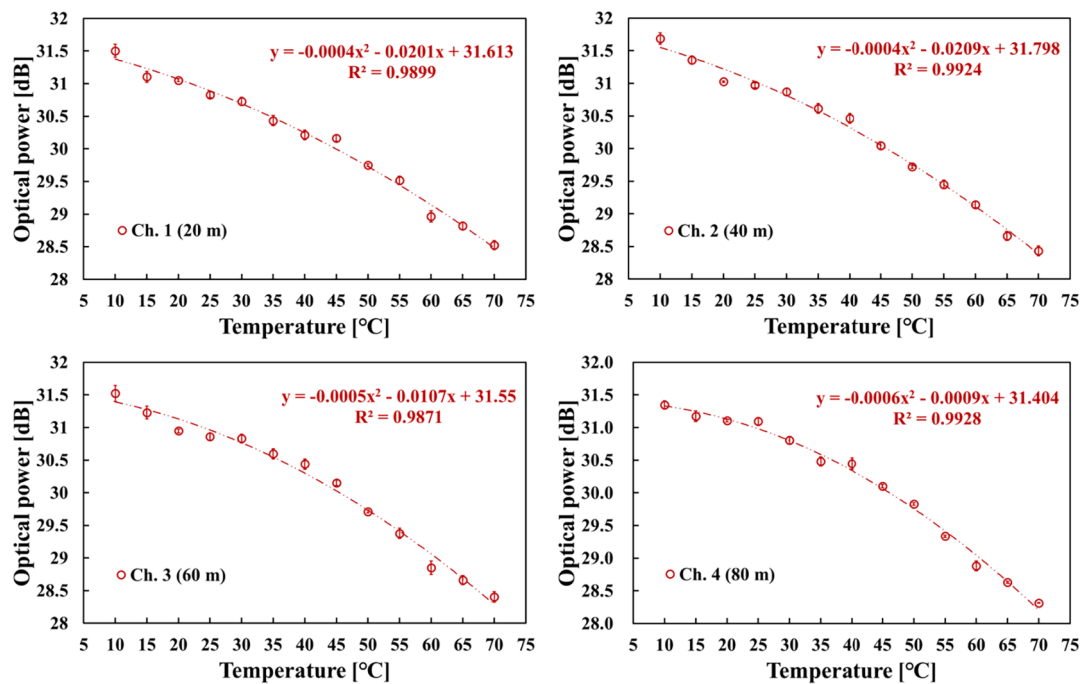 32
31.5
31
30.5
30
29.5
29
28.5
28
Optical power [dB]
y = -0.0004x² - 0.0201x + 31.613
R² = 0.9899
Ch. 1 (20 m)
5 10 15 20 25 30 35 40 45 50 55 60 65 70 75
Temperature [°C]
32
31.5
31
30.5
30
29.5
29
28.5
28
Optical power [dB]
y = -0.0004x² - 0.0209x + 31.798
R² = 0.9924
Ch. 2 (40 m)
5 10 15 20 25 30 35 40 45 50 55 60 65 70 75
Temperature [°C]
32
31.5
31
30.5
30
29.5
29
28.5
28
Optical power [dB]
y = -0.0005x² - 0.0107x + 31.55
R² = 0.9871
Ch. 3 (60 m)
5 10 15 20 25 30 35 40 45 50 55 60 65 70 75
Temperature [°C]
32.0
31.5
31.0
30.5
30.0
29.5
29.0
28.5
28.0
Optical power [dB]
y = -0.0006x² - 0.0009x + 31.404
R² = 0.9928
Ch. 4 (80 m)
5 10 15 20 25 30 35 40 45 50 55 60 65 70 75
Temperature [°C]